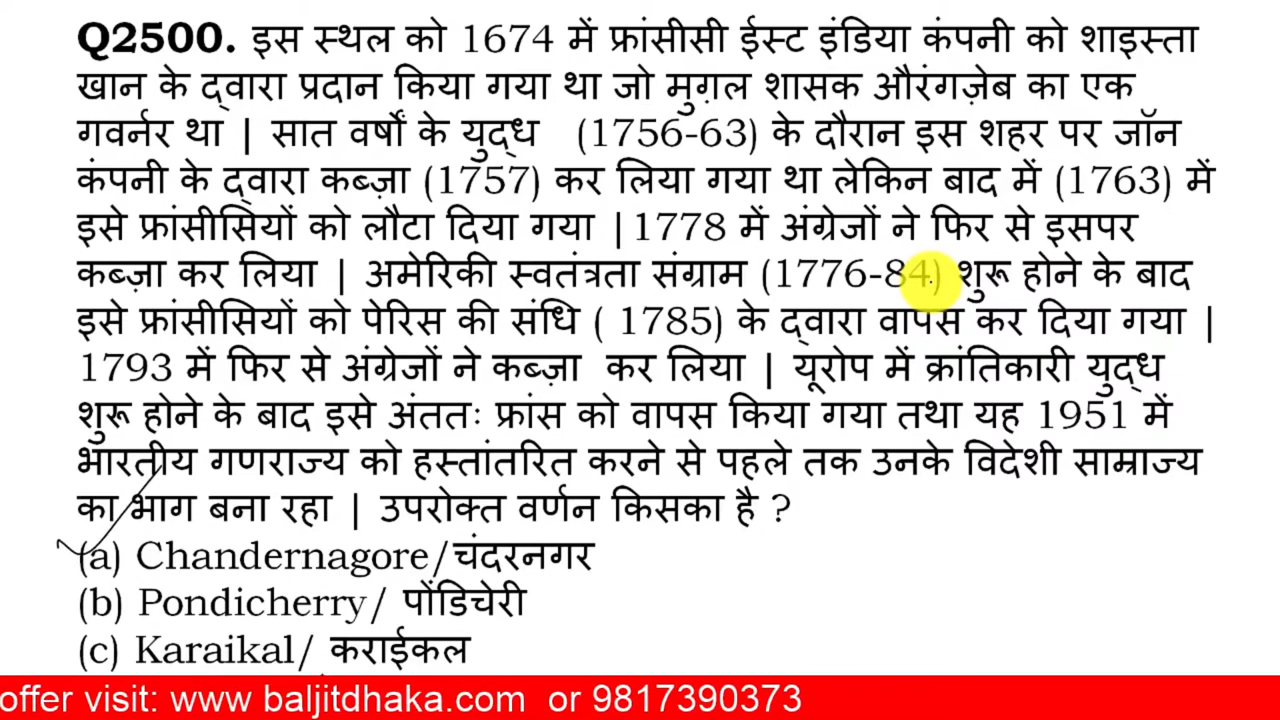 Q2500. इस स्थल को 1674 में फ्रांसीसी ईस्ट इंडिया कंपनी को शाइस्ता
खान के द्वारा प्रदान किया गया था जो मुग़ल शासक औरंगज़ेब का एक
गवर्नर था | सात वर्षों के युद्ध (1756-63) के दौरान इस शहर पर जॉन
कंपनी के द्वारा कब्ज़ा (1757) कर लिया गया था लेकिन बाद में (1763) में
इसे फ्रांसीसियों को लौटा दिया गया |1778 में अंग्रेजों ने फिर से इसपर
कब्ज़ा कर लिया | अमेरिकी स्वतंत्रता संग्राम (1776-84) शुरू होने के बाद
इसे फ्रांसीसियों को पेरिस की संधि ( 1785) के द्वारा वापस कर दिया गया |
1793 में फिर से अंग्रेजों ने कब्ज़ा कर लिया | यूरोप में क्रांतिकारी युद्ध
शुरू होने के बाद इसे अंततः फ्रांस को वापस किया गया तथा यह 1951 में
भारतीय गणराज्य को हस्तांतरित करने से पहले तक उनके विदेशी साम्राज्य
का भाग बना रहा | उपरोक्त वर्णन किसका है ?
(a) Chandernagore/चंदरनगर
(b) Pondicherry/ पोंडिचेरी
(c) Karaikal/ कराईकल
offer visit: www baljitdhaka.com or 9817390373